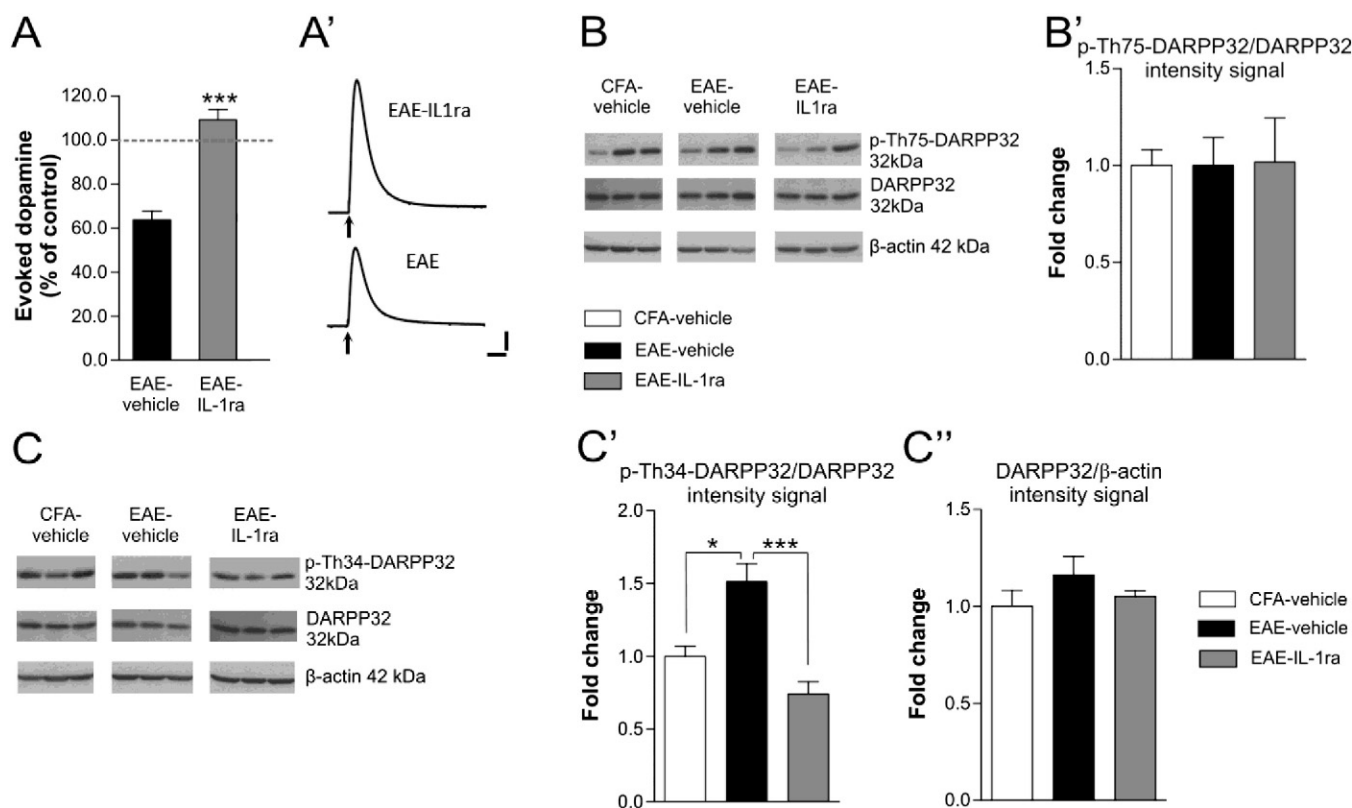 A
120.0
100.0
80.0
60.0
40.0
20.0
0.0
Evoked dopamine
(% of control)
***
EAE-
vehicle
EAE-
IL-1ra
A'
EAE-IL1ra
EAE
B
CFA-
vehicle
EAE-
vehicle
EAE-
IL1ra
p-Th75-DARPP32
32kDa
DARPP32
32kDa
β-actin 42 kDa
CFA-vehicle
EAE-vehicle
EAE-IL-1ra
B'
p-Th75-DARPP32/DARPP32
intensity signal
1.5
1.0
0.5
0.0
Fold change
C
CFA-
vehicle
EAE-
vehicle
EAE-
IL-1ra
p-Th34-DARPP32
32kDa
DARPP32
32kDa
β-actin 42 kDa
C'
p-Th34-DARPP32/DARPP32
intensity signal
2.0
1.5
1.0
0.5
0.0
Fold change
*
***
C''
DARPP32/β-actin
intensity signal
1.5
1.0
0.5
0.0
Fold change
CFA-vehicle
EAE-vehicle
EAE-IL-1ra